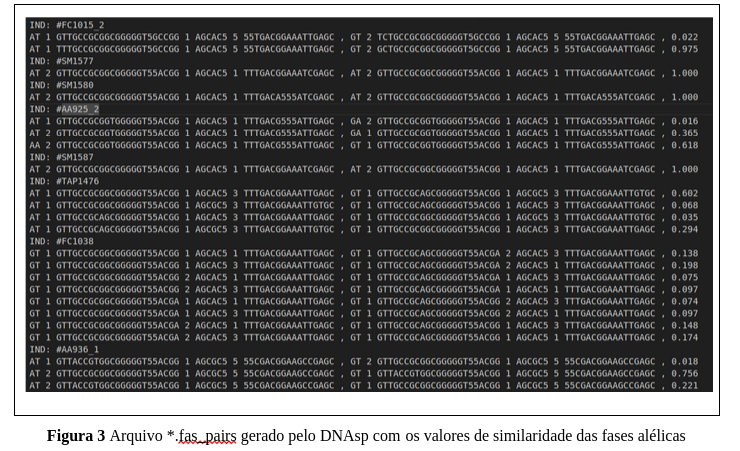 IND: #FC1015_2
AT 1 GTTGCCGCGGCGGGGGT5GCCGG 1 AGCAC5 5 55TGACGGAAATTGAGC , GT 2 TCTGCCGCGGCGGGGGT5GCCGG 1 AGCAC5 5 55TGACGGAAATTGAGC , 0.022
AT 1 TTTGCCGCGGCGGGGGT5GCCGG 1 AGCAC5 5 55TGACGGAAATTGAGC , GT 2 GCTGCCGCGGCGGGGGT5GCCGG 1 AGCAC5 5 55TGACGGAAATTGAGC , 0.975
IND: #SM1577
AT 2 GTTGCCGCGGCGGGGGT55ACGG 1 AGCAC5 1 TTTGACGGAAATCGAGC , AT 2 GTTGCCGCGGCGGGGGT55ACGG 1 AGCAC5 1 TTTGACGGAAATCGAGC , 1.000
IND: #SM1580
AT 2 GTTGCCGCGGCGGGGGT55ACGG 1 AGCAC5 1 TTTGACA555ATCGAGC , AT 2 GTTGCCGCGGCGGGGGT55ACGG 1 AGCAC5 1 TTTGACA555ATCGAGC , 1.000
IND: #AA925_2
AT 1 GTTGCCGCGGTGGGGGT55ACGG 1 AGCAC5 1 TTTGACG555ATTGAGC , GA 2 GTTGCCGCGGTGGGGGT55ACGG 1 AGCAC5 1 TTTGACG555ATTGAGC , 0.016
AT 2 GTTGCCGCGGTGGGGGT55ACGG 1 AGCAC5 1 TTTGACG555ATTGAGC , GA 1 GTTGCCGCGGTGGGGGT55ACGG 1 AGCAC5 1 TTTGACG555ATTGAGC , 0.365
AA 2 GTTGCCGCGGTGGGGGT55ACGG 1 AGCAC5 1 TTTGACG555ATTGAGC , GT 1 GTTGCCGCGGTGGGGGT55ACGG 1 AGCAC5 1 TTTGACG555ATTGAGC , 0.618
IND: #SM1587
AT 2 GTTGCCGCGGCGGGGGT55ACGG 1 AGCAC5 1 TTTGACGGAAATCGAGC , AT 2 GTTGCCGCGGCGGGGGT55ACGG 1 AGCAC5 1 TTTGACGGAAATCGAGC , 1.000
IND: #TAP1476
AT 1 GTTGCCGCGGCGGGGGT55ACGG 1 AGCAC5 3 TTTGACGGAAATTGAGC , GT 1 GTTGCCGCAGCGGGGGT55ACGG 1 AGCGC5 3 TTTGACGGAAATTGTGC , 0.602
AT 1 GTTGCCGCGGCGGGGGT55ACGG 1 AGCAC5 3 TTTGACGGAAATTGTGC , GT 1 GTTGCCGCAGCGGGGGT55ACGG 1 AGCGC5 3 TTTGACGGAAATTGAGC , 0.068
AT 1 GTTGCCGCAGCGGGGGT55ACGG 1 AGCGC5 3 TTTGACGGAAATTGAGC , GT 1 GTTGCCGCGGCGGGGGT55ACGG 1 AGCAC5 3 TTTGACGGAAATTGTGC , 0.035
AT 1 GTTGCCGCAGCGGGGGT55ACGG 1 AGCGC5 3 TTTGACGGAAATTGTGC , GT 1 GTTGCCGCGGCGGGGGT55ACGG 1 AGCAC5 3 TTTGACGGAAATTGAGC , 0.294
IND: #FC1038
GT 1 GTTGCCGCGGCGGGGGT55ACGG 1 AGCAC5 1 TTTGACGGAAATTGAGC , GT 1 GTTGCCGCAGCGGGGGT55ACGA 2 AGCAC5 3 TTTGACGGAAATTGAGC , 0.138
GT 1 GTTGCCGCGGCGGGGGT55ACGG 1 AGCAC5 3 TTTGACGGAAATTGAGC , GT 1 GTTGCCGCAGCGGGGGT55ACGA 2 AGCAC5 1 TTTGACGGAAATTGAGC , 0.198
GT 1 GTTGCCGCGGCGGGGGT55ACGG 2 AGCAC5 1 TTTGACGGAAATTGAGC , GT 1 GTTGCCGCAGCGGGGGT55ACGA 1 AGCAC5 3 TTTGACGGAAATTGAGC , 0.075
GT 1 GTTGCCGCGGCGGGGGT55ACGG 2 AGCAC5 3 TTTGACGGAAATTGAGC , GT 1 GTTGCCGCAGCGGGGGT55ACGA 1 AGCAC5 1 TTTGACGGAAATTGAGC , 0.097
GT 1 GTTGCCGCGGCGGGGGT55ACGA 1 AGCAC5 1 TTTGACGGAAATTGAGC , GT 1 GTTGCCGCAGCGGGGGT55ACGG 2 AGCAC5 3 TTTGACGGAAATTGAGC , 0.074
GT 1 GTTGCCGCGGCGGGGGT55ACGA 1 AGCAC5 3 TTTGACGGAAATTGAGC , GT 1 GTTGCCGCAGCGGGGGT55ACGG 2 AGCAC5 1 TTTGACGGAAATTGAGC , 0.097
GT 1 GTTGCCGCGGCGGGGGT55ACGA 2 AGCAC5 1 TTTGACGGAAATTGAGC , GT 1 GTTGCCGCAGCGGGGGT55ACGG 1 AGCAC5 3 TTTGACGGAAATTGAGC , 0.148
GT 1 GTTGCCGCGGCGGGGGT55ACGA 2 AGCAC5 3 TTTGACGGAAATTGAGC , GT 1 GTTGCCGCAGCGGGGGT55ACGG 1 AGCAC5 1 TTTGACGGAAATTGAGC , 0.174
IND: #AA936_1
AT 1 GTTACCGTGGCGGGGGT55ACGG 1 AGCGC5 5 55CGACGGAAGCCGAGC , GT 2 GTTGCCGCGGCGGGGGT55ACGG 1 AGCGC5 5 55CGACGGAAGCCGAGC , 0.018
AT 2 GTTGCCGCGGCGGGGGT55ACGG 1 AGCGC5 5 55CGACGGAAGCCGAGC , GT 1 GTTACCGTGGCGGGGGT55ACGG 1 AGCGC5 5 55CGACGGAAGCCGAGC , 0.756
AT 2 GTTACCGTGGCGGGGGT55ACGG 1 AGCGC5 5 55CGACGGAAGCCGAGC , GT 1 GTTGCCGCGGCGGGGGT55ACGG 1 AGCGC5 5 55CGACGGAAGCCGAGC , 0.221
Figura 3 Arquivo *.fas_pairs gerado pelo DNAsp com os valores de similaridade das fases alélicas